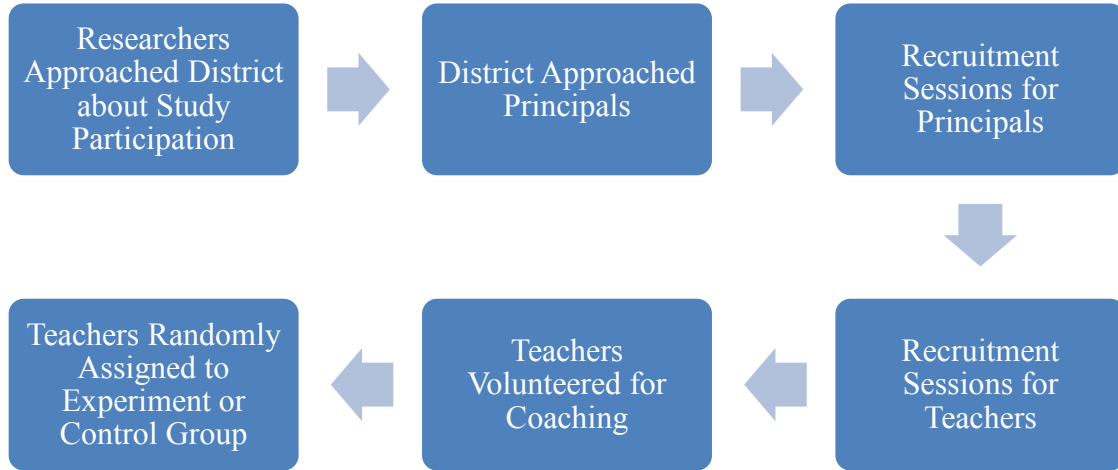 Researchers
Approached District
about Study
Participation
District Approached
Principals
Recruitment
Sessions for
Principals
Recruitment
Sessions for
Teachers
Teachers
Volunteered for
Coaching
Teachers Randomly
Assigned to
Experiment or
Control Group